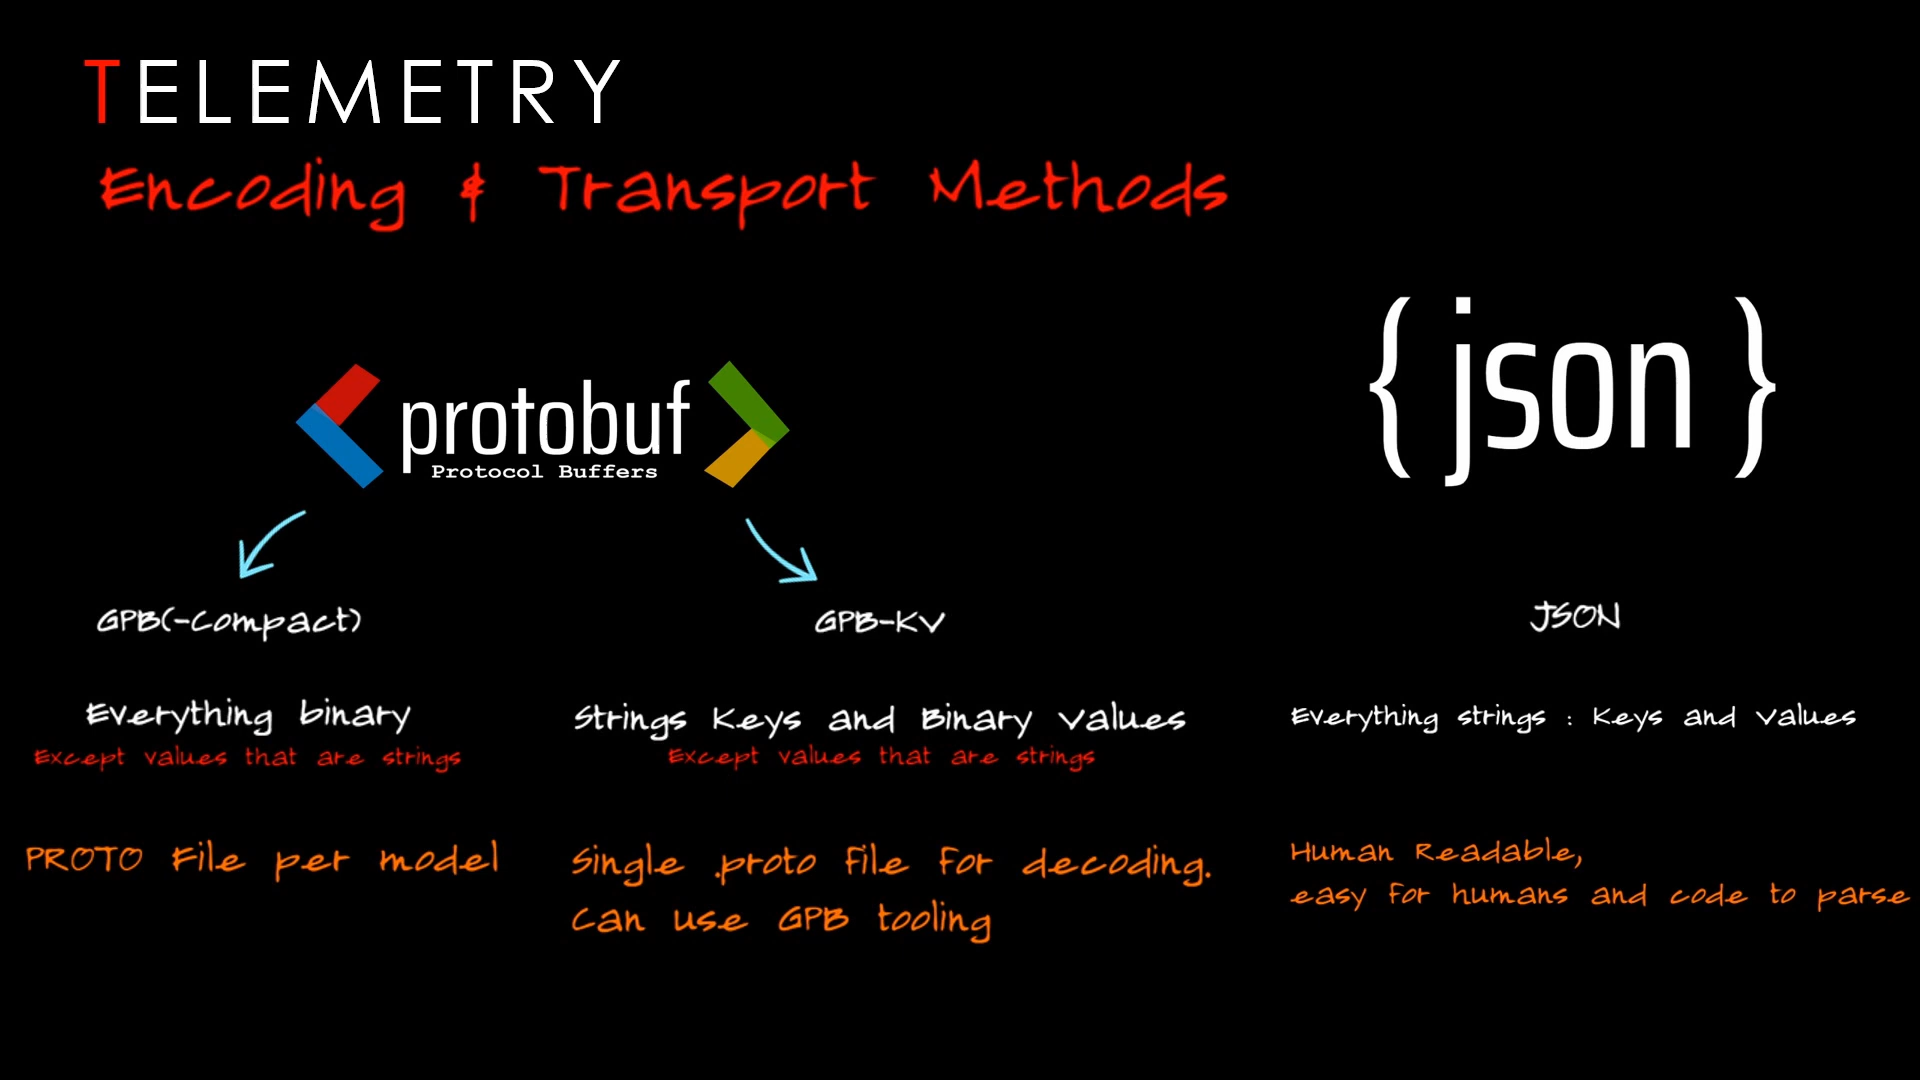 TELEMETRY
Encoding & Transport Methods
protobuf
Protocol Buffers
{ json }
GPB(-Compact)
GPB-KV
JSON
Everything binary
Except values that are strings
Strings Keys and Binary Values
Except values that are strings
Everything strings : Keys and Values
PROTO File per model
Single .proto file for decoding.
Can use GPB tooling
Human Readable,
easy for humans and code to parse